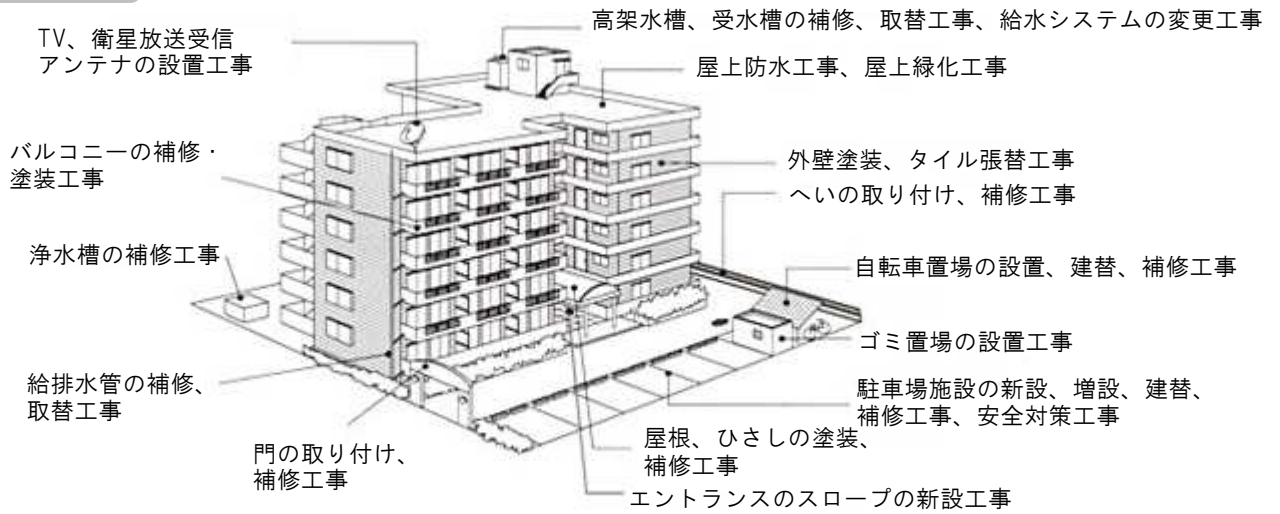 高架水槽、受水槽の補修、取替工事、給水システムの変更工事
TV、衛星放送受信
アンテナの設置工事
屋上防水工事、屋上緑化工事
バルコニーの補修・
塗装工事
外壁塗装、タイル張替工事
へいの取り付け、補修工事
浄水槽の補修工事
自転車置場の設置、建替、補修工事
ゴミ置場の設置工事
給排水管の補修、
取替工事
駐車場施設の新設、増設、建替、
補修工事、安全対策工事
屋根、ひさしの塗装、
補修工事
門の取り付け、
補修工事
エントランスのスロープの新設工事